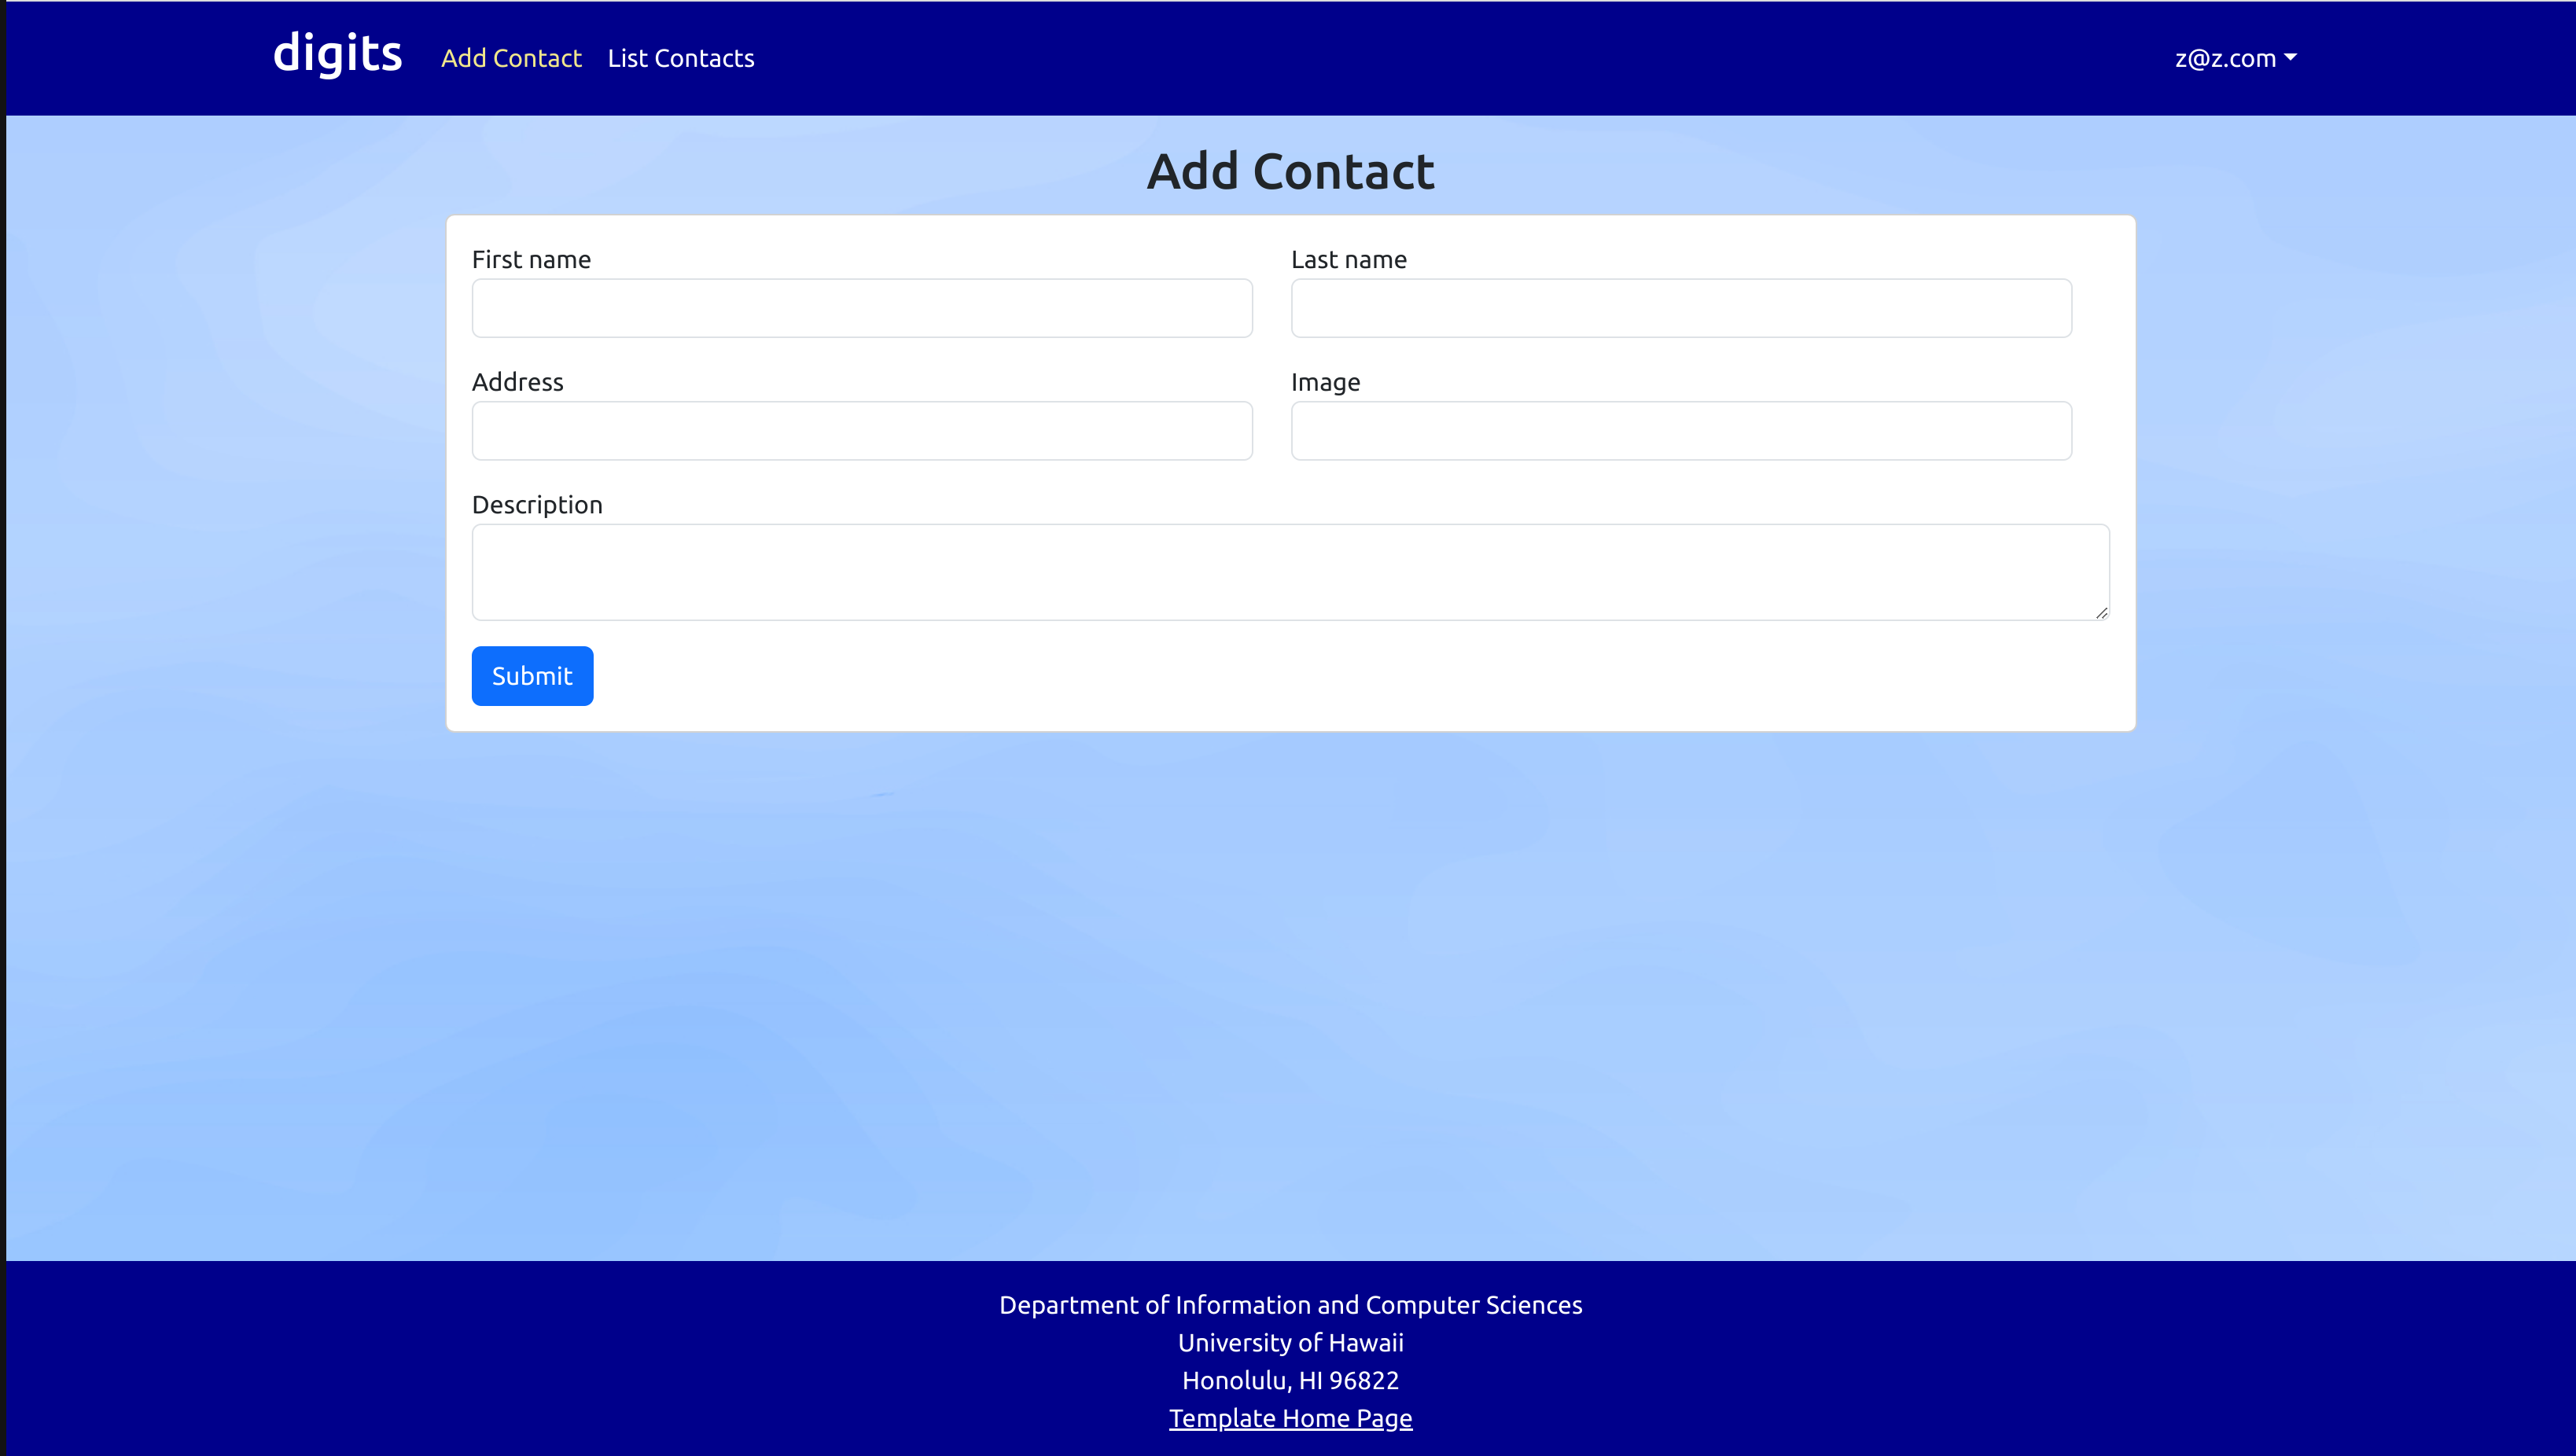 digits Add Contact List Contacts z@z.com
Add Contact
First name Last name
Address Image
Description
Submit
Department of Information and Computer Sciences
University of Hawaii
Honolulu, HI 96822
Template Home Page